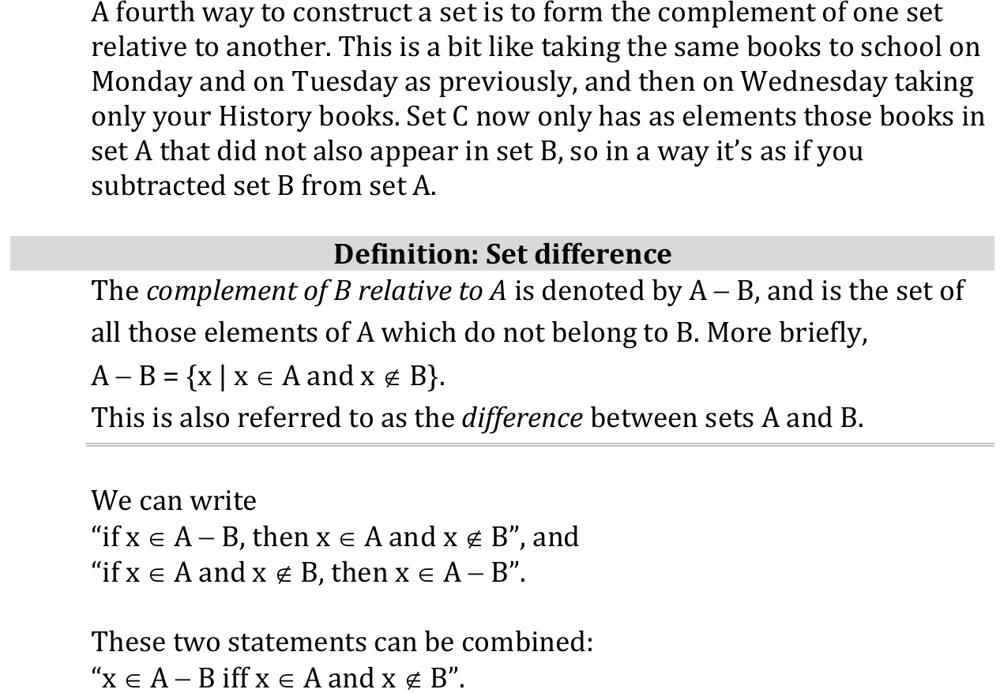 A fourth way to construct a set is to form the complement of one set
relative to another. This is a bit like taking the same books to school on
Monday and on Tuesday as previously, and then on Wednesday taking
only your History books. Set C now only has as elements those books in
set A that did not also appear in set B, so in a way it’s as if you
subtracted set B from set A.
Definition: Set difference
The complement of B relative to A is denoted by A – B, and is the set of
all those elements of A which do not belong to B. More briefly,
A – B = {x | x ∈ A and x ∉ B}.
This is also referred to as the difference between sets A and B.
We can write
“if x ∈ A – B, then x ∈ A and x ∉ B”, and
“if x ∈ A and x ∉ B, then x ∈ A – B”.
These two statements can be combined:
“x ∈ A – B iff x ∈ A and x ∉ B”.